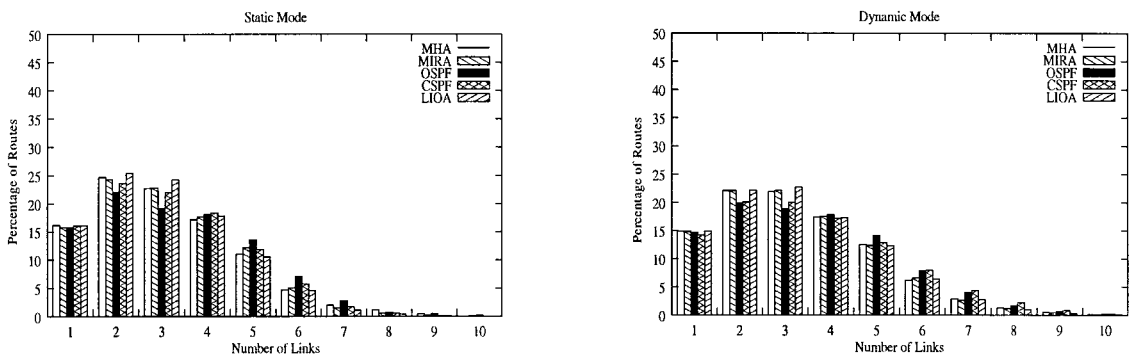 Static Mode
50
45
40
35
30
25
20
15
10
5
0
Percentage of Routes
MHA
MIRA
OSPF
CSPF
LIOA
1 2 3 4 5 6 7 8 9 10
Number of Links
Dynamic Mode
50
45
40
35
30
25
20
15
10
5
0
Percentage of Routes
MHA
MIRA
OSPF
CSPF
LIOA
1 2 3 4 5 6 7 8 9 10
Number of Links